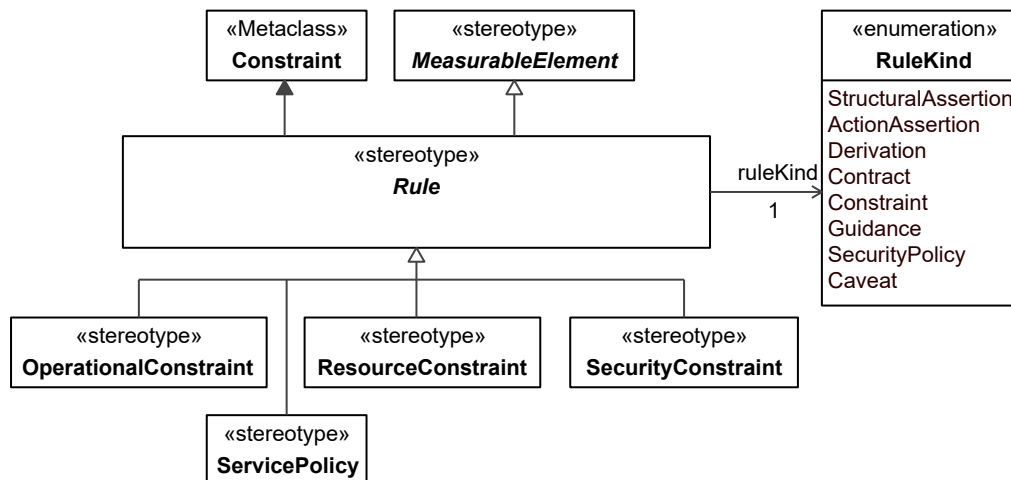 «Metaclass»
Constraint
«stereotype»
MeasurableElement
«enumeration»
RuleKind
StructuralAssertion
ActionAssertion
Derivation
Contract
Constraint
Guidance
SecurityPolicy
Caveat
«stereotype»
Rule
ruleKind
1
«stereotype»
OperationalConstraint
«stereotype»
ResourceConstraint
«stereotype»
SecurityConstraint
«stereotype»
ServicePolicy